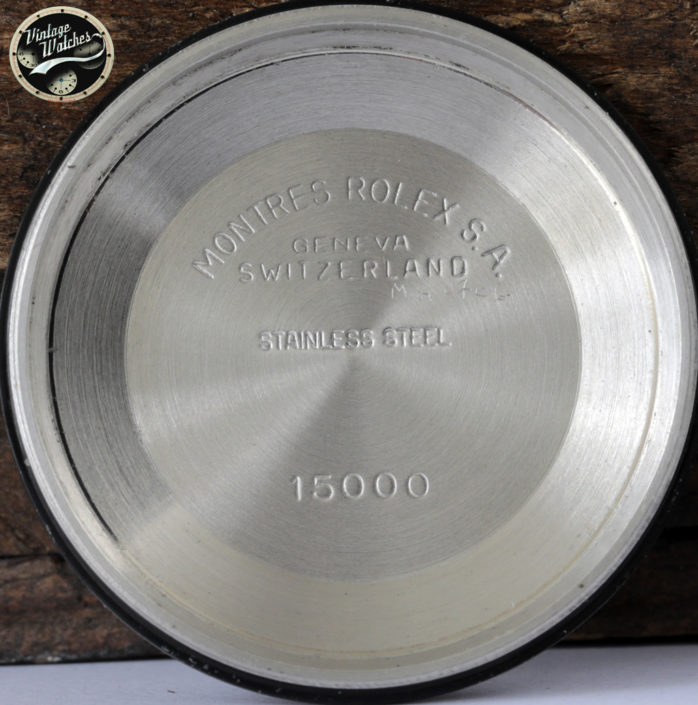 Vintage
Watches
MONTRES ROLEX S.A.
GENEVA
SWITZERLAND
STAINLESS STEEL
15000